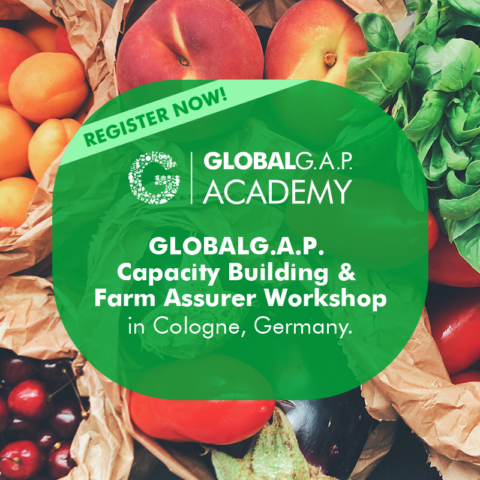 REGISTER NOW!
GLOBALG.A.P.
ACADEMY
GLOBALG.A.P.
Capacity Building &
Farm Assurer Workshop
in Cologne, Germany.